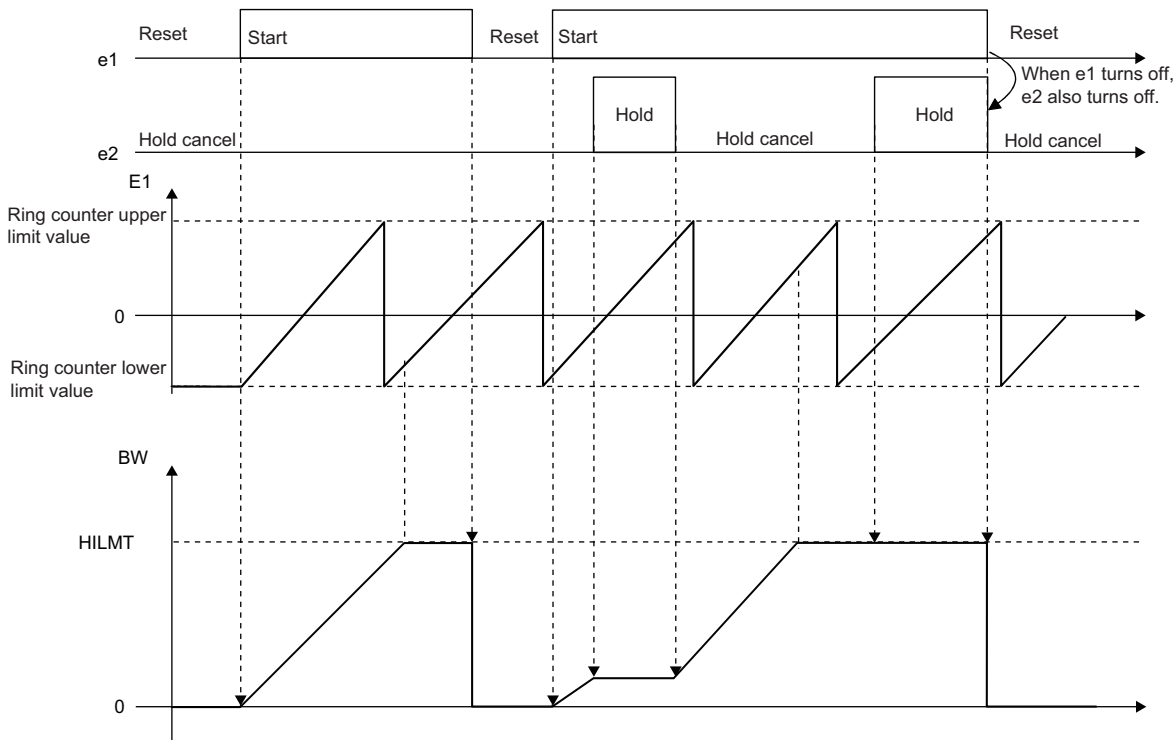 Reset
Start
Reset
Start
Reset
e1
When e1 turns off,
e2 also turns off.
Hold
Hold
Hold cancel
Hold cancel
Hold cancel
e2
E1
Ring counter upper
limit value
0
Ring counter lower
limit value
BW
HILMT
0